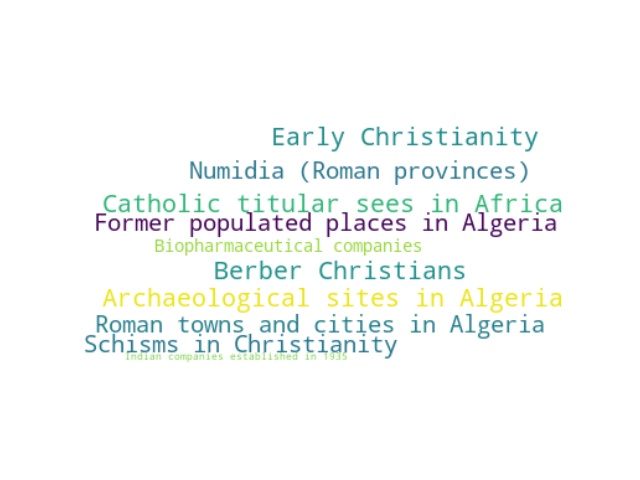 Early Christianity
Numidia (Roman provinces)
Catholic titular sees in Africa
Former populated places in Algeria
Biopharmaceutical companies
Berber Christians
Archaeological sites in Algeria
Roman towns and cities in Algeria
Schisms in Christianity
Indian companies established in 1935